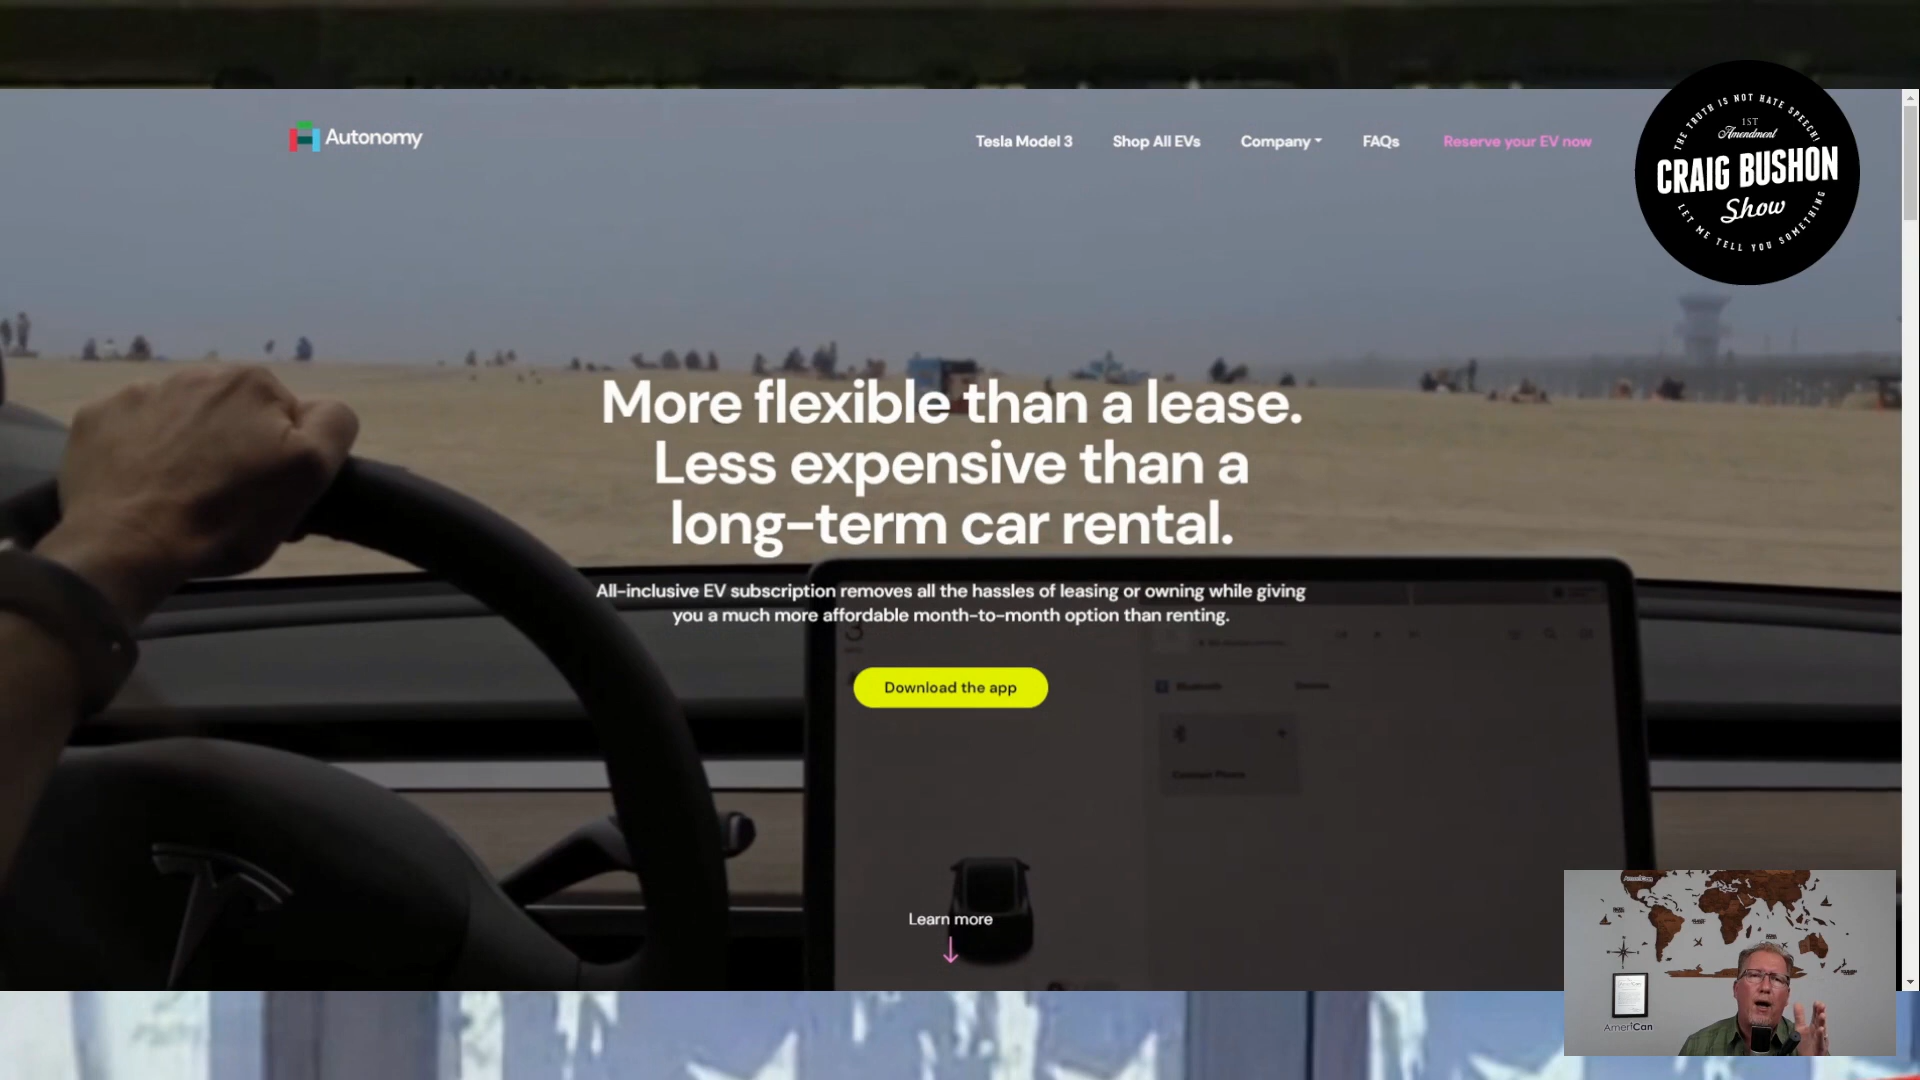 Autonomy
Tesla Model 3
Shop All EVs
Company
FAQs
Reserve your EV now
THE TRUTH IS NOT HATE SPEECH!
1ST
Amendment
CRAIG BUSHON
Show
LET ME TELL YOU SOMETHING
More flexible than a lease.
Less expensive than a
long-term car rental.
All-inclusive EV subscription removes all the hassles of leasing or owning while giving
you a much more affordable month-to-month option than renting.
Bluetooth
Download the app
Learn more
AmeriCan